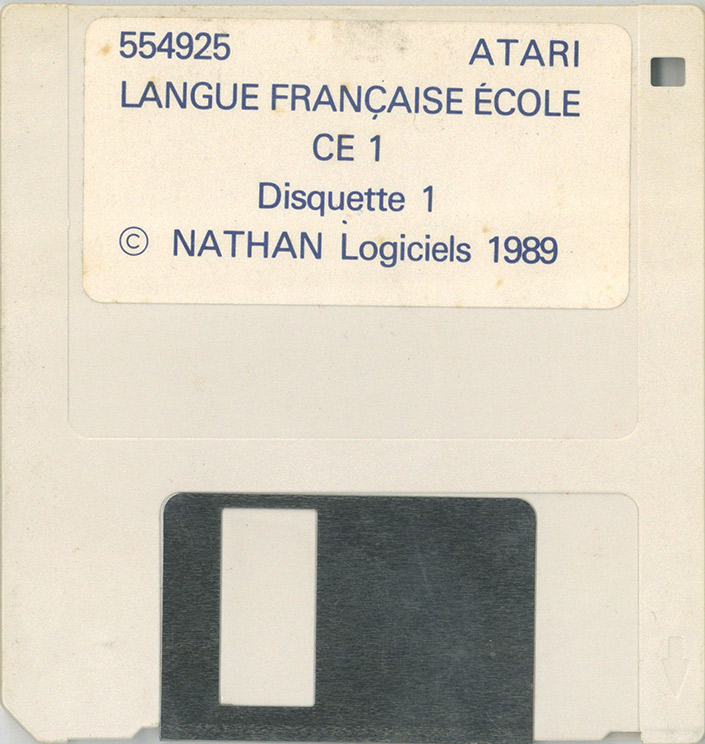 554925 ATARI
LANGUE FRANÇAISE ÉCOLE
CE 1
Disquette 1
© NATHAN Logiciels 1989